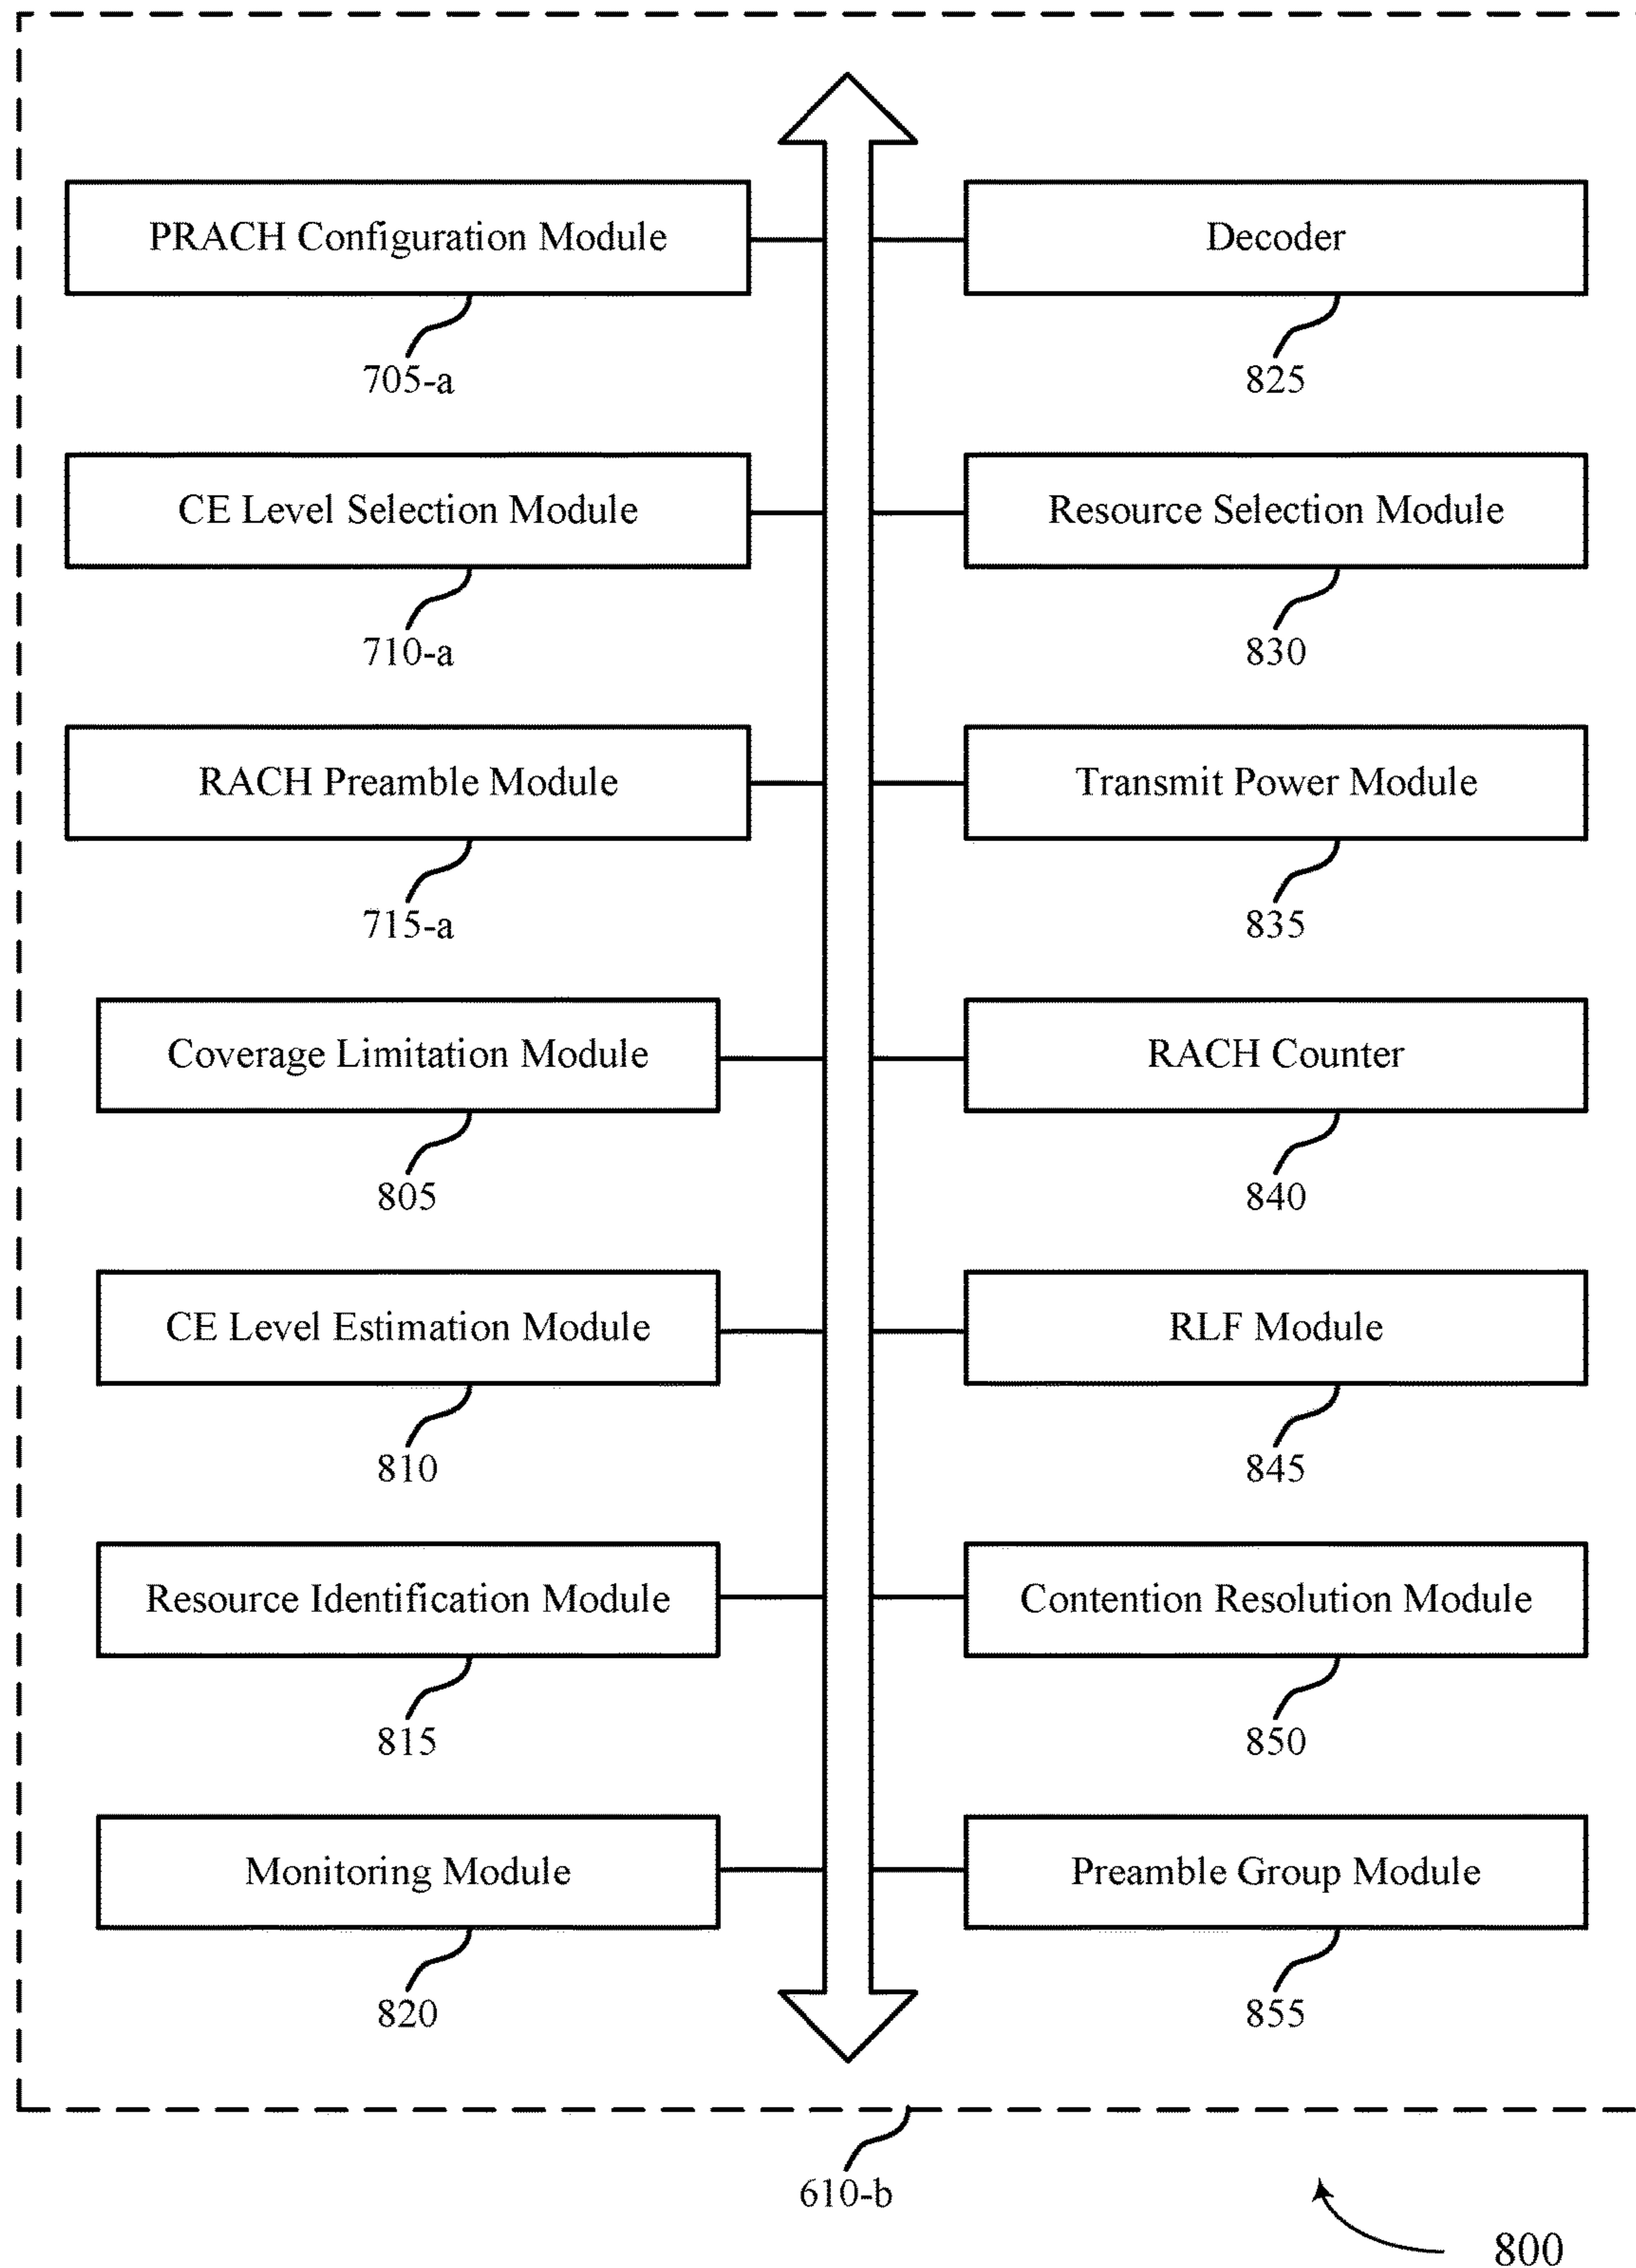 PRACH Configuration Module
Decoder
705-a
825
CE Level Selection Module
Resource Selection Module
710-a
830
RACH Preamble Module
Transmit Power Module
715-a
835
Coverage Limitation Module
RACH Counter
805
840
CE Level Estimation Module
RLF Module
810
845
Resource Identification Module
Contention Resolution Module
815
850
Monitoring Module
Preamble Group Module
820
855
610-b
800